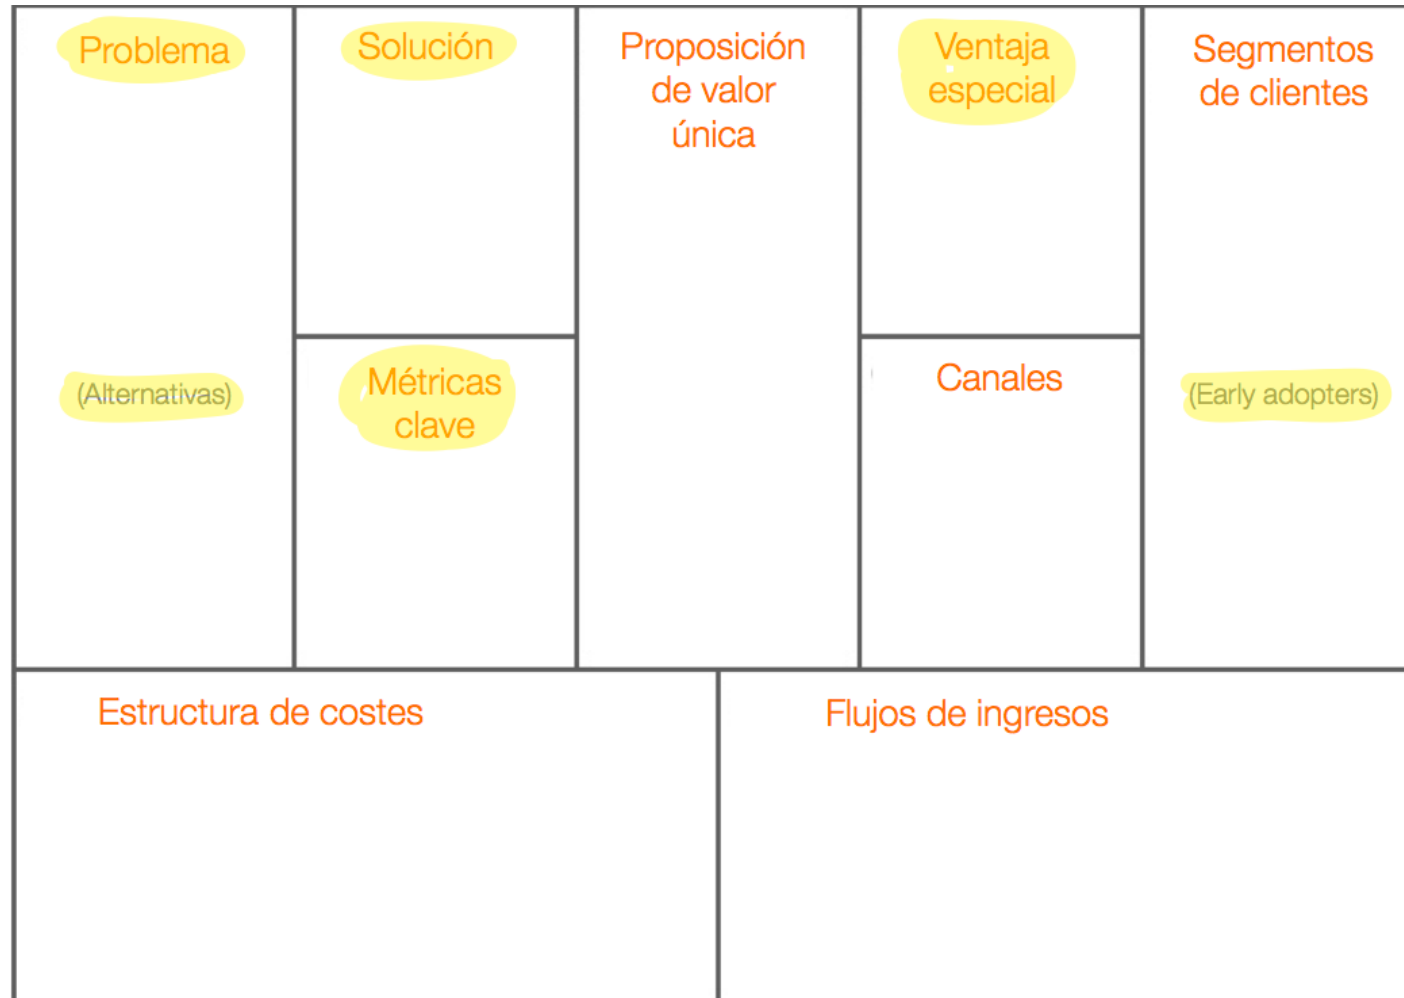 Problema
(Alternativas)
Solución
Métricas
clave
Proposición
de valor
única
Ventaja
especial
Canales
Segmentos
de clientes
(Early adopters)
Estructura de costes
Flujos de ingresos